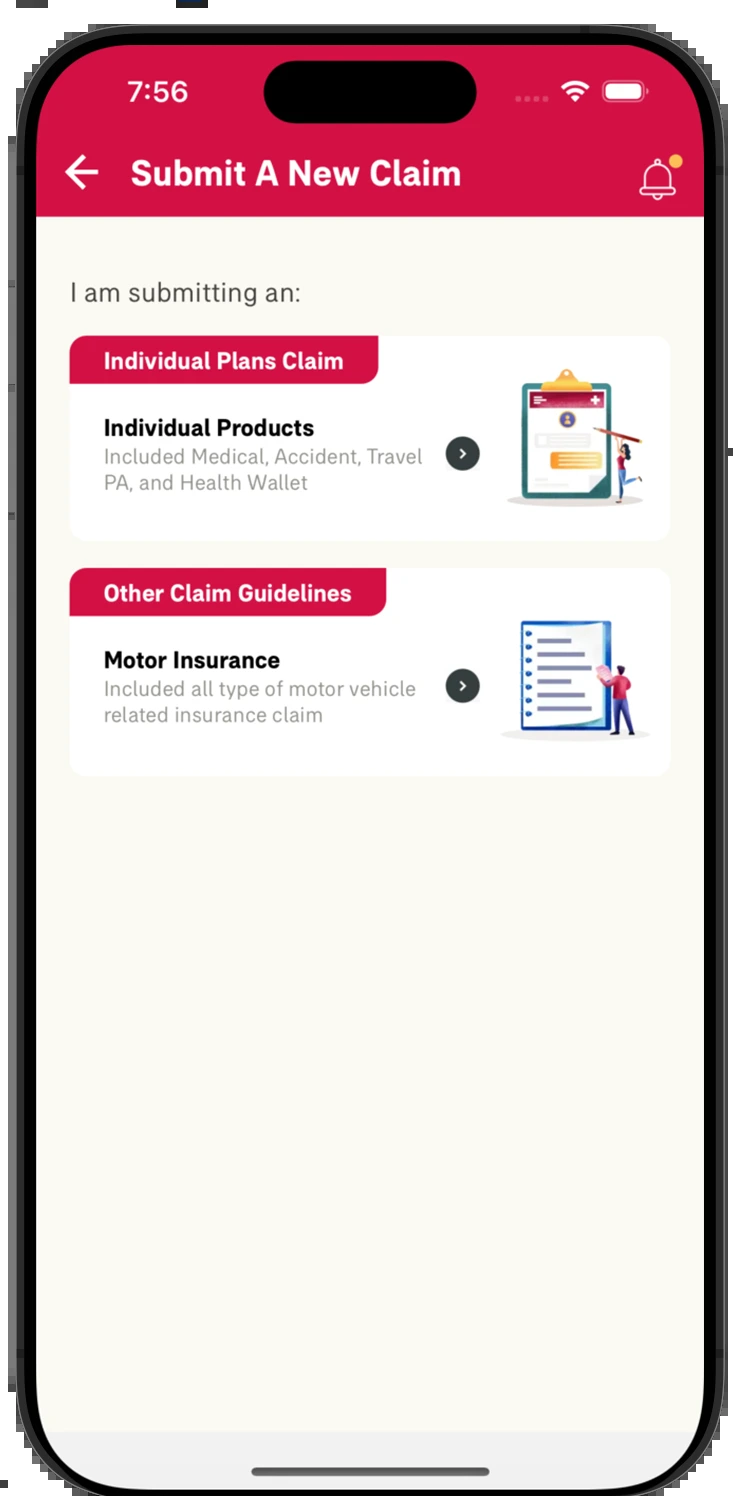 7:56
Submit A New Claim
I am submitting an:
Individual Plans Claim
Individual Products
Included Medical, Accident, Travel
PA, and Health Wallet
Other Claim Guidelines
Motor Insurance
Included all type of motor vehicle
related insurance claim